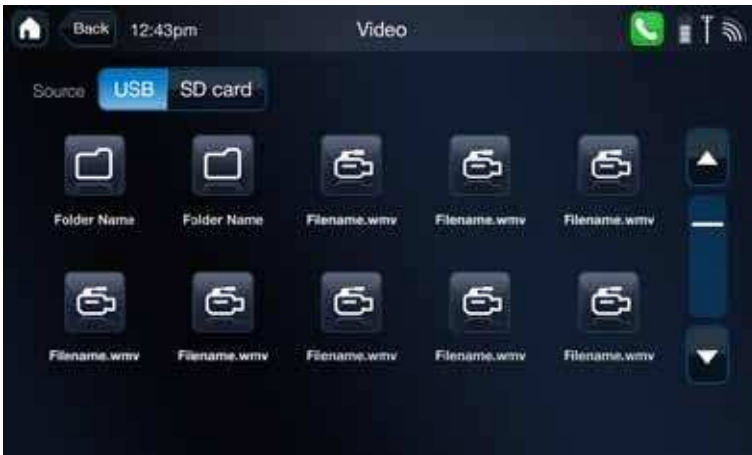 Back 12:43pm Video
Source USB SD card
Folder Name Folder Name Filename.wmv Filename.wmv Filename.wmv
Filename.wmv Filename.wmv Filename.wmv Filename.wmv Filename.wmv